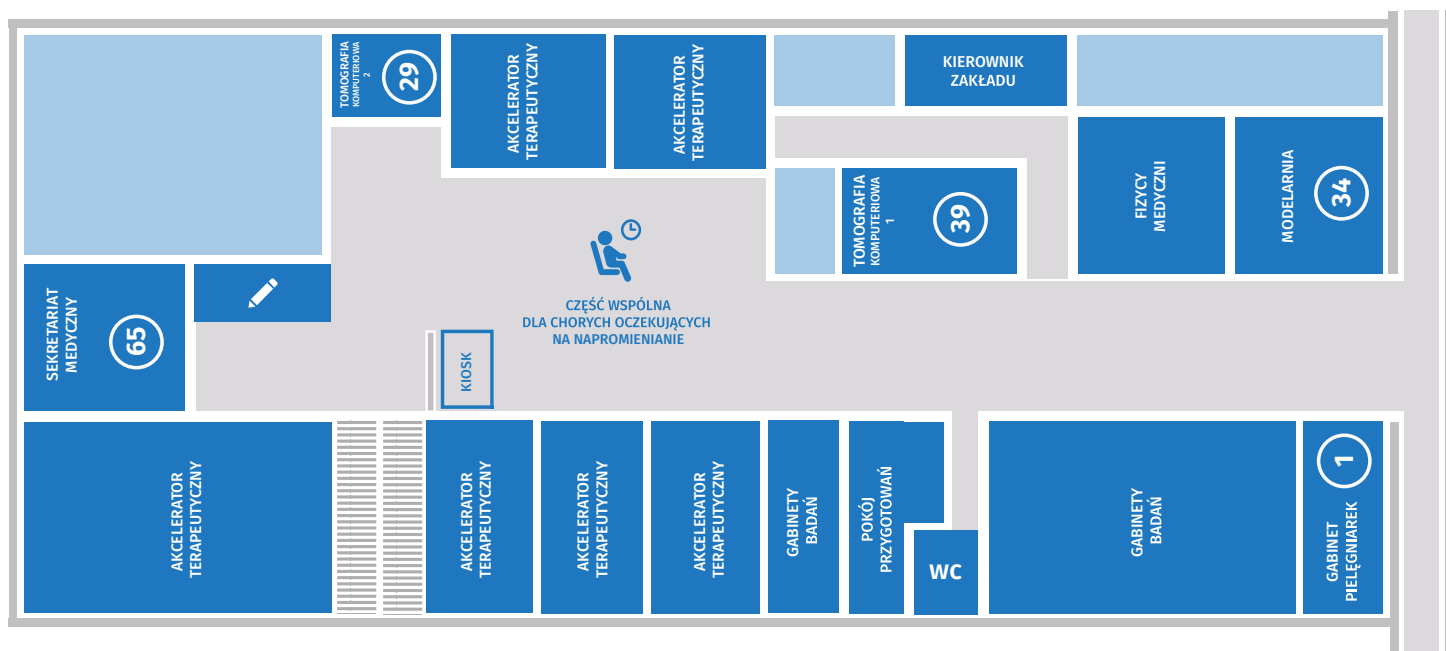 TOMOGRAFIA
KOMPUTERIOWA
2
29
AKCELERATOR
TERAPEUTYCZNY
AKCELERATOR
TERAPEUTYCZNY
KIEROWNIK
ZAKŁADU
TOMOGRAFIA
KOMPUTERIOWA
1
39
FIZYCY
MEDYCZNI
MODELARNIA
34
SEKRETARIAT
MEDYCZNY
65
CZĘŚĆ WSPÓLNA
DLA CHORYCH OCZEKUJĄCYCH
NA NAPROMIENIANIE
KIOSK
AKCELERATOR
TERAPEUTYCZNY
AKCELERATOR
TERAPEUTYCZNY
AKCELERATOR
TERAPEUTYCZNY
AKCELERATOR
TERAPEUTYCZNY
GABINETY
BADAŃ
POKÓJ
PRZYGOTOWAŃ
WC
GABINETY
BADAŃ
GABINET
PIELĘGNIAREK
1